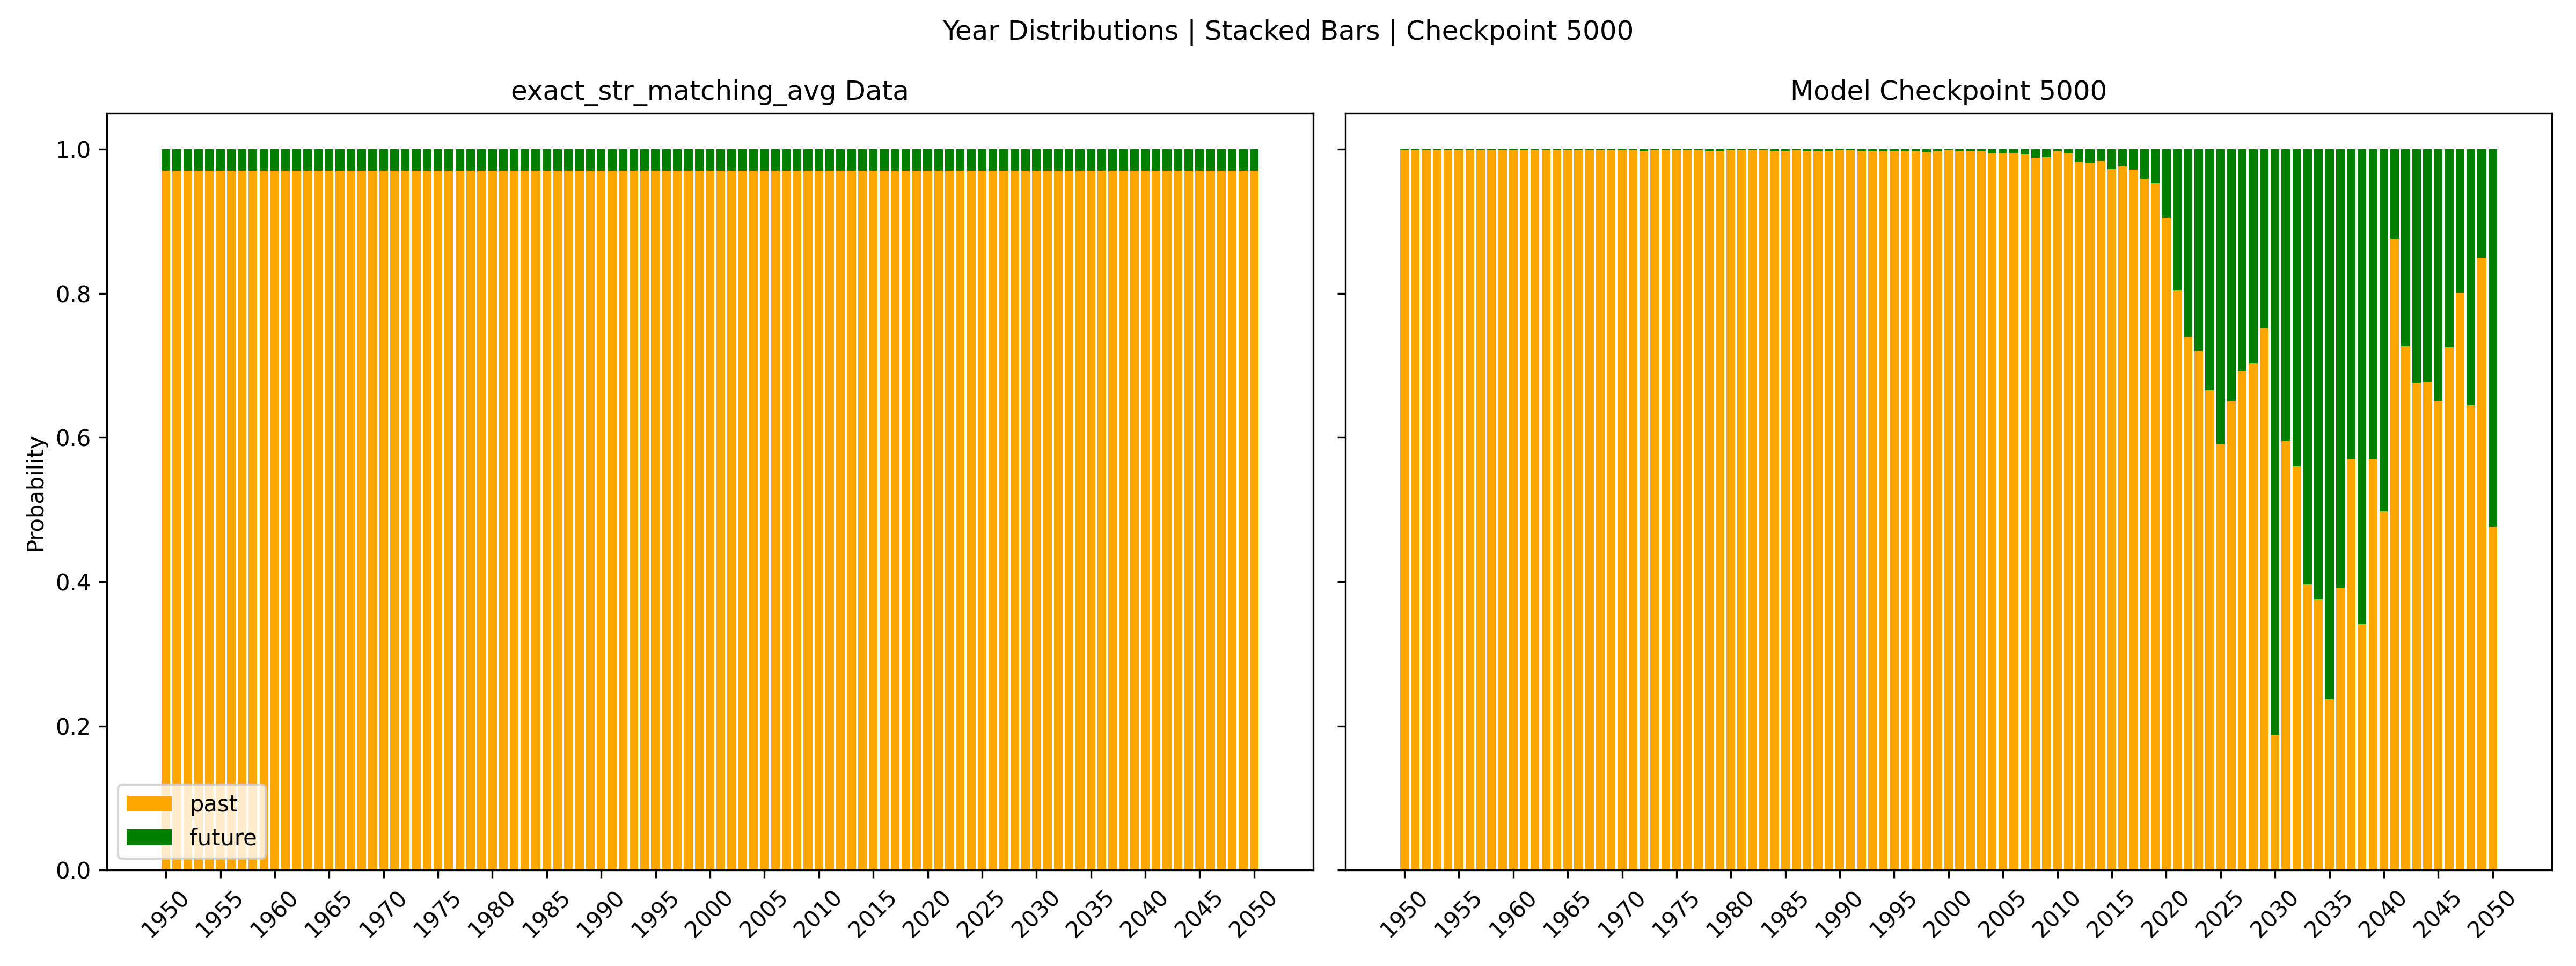 Year Distributions | Stacked Bars | Checkpoint 5000
exact_str_matching_avg Data
Model Checkpoint 5000
Probability
1.0
0.8
0.6
0.4
0.2
0.0
past
future
1950 1955 1960 1965 1970 1975 1980 1985 1990 1995 2000 2005 2010 2015 2020 2025 2030 2035 2040 2045 2050
1950 1955 1960 1965 1970 1975 1980 1985 1990 1995 2000 2005 2010 2015 2020 2025 2030 2035 2040 2045 2050